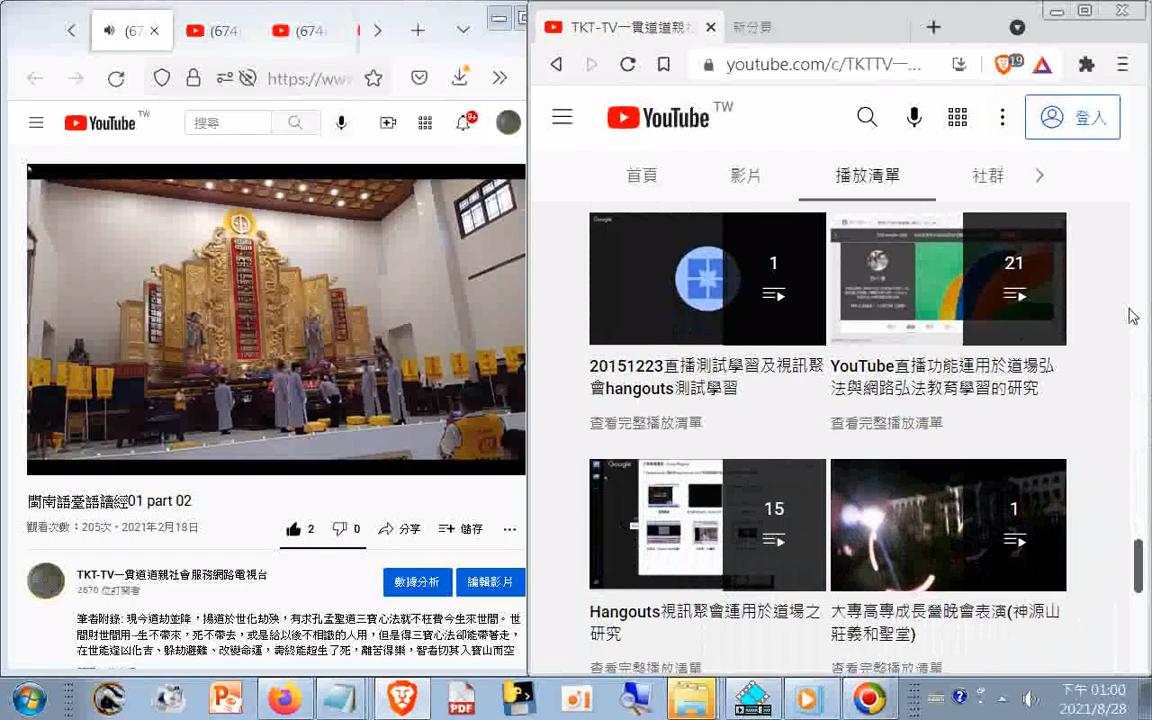 (67
(674)
(674
https://www
YouTube TW
搜尋
9+
閩南語臺語讀經01 part 02
觀看次數：205次・2021年2月18日
2
0
分享
儲存
TKT-TV一貫道道親社會服務網路電視台
2670 位訂閱者
數據分析
編輯影片
筆者附錄: 現今道劫並降，揚道於世化劫殃，有求孔孟聖道三寶心法就不枉費今生來世間。世
間財世間用─生不帶來，死不帶去，或是給以後不相識的人用，但是得三寶心法卻能帶著走，
在世能逢凶化吉、躲劫避難、改變命運，壽終能超生了死，離苦得樂，智者切其入寶山而空
TKT-TV一貫道道親社
新分頁
youtube.com/c/TKTTV一...
19
YouTube TW
登入
首頁
影片
播放清單
社群
Google
1
21
20151223直播測試學習及視訊聚
會hangouts測試學習
查看完整播放清單
YouTube直播功能運用於道場弘
法與網路弘法教育學習的研究
查看完整播放清單
Google
15
1
Hangouts視訊聚會運用於道場之
研究
查看完整播放清單
大專高專成長營晚會表演(神源山
莊義和聖堂)
查看完整播放清單
PDF
下午 01:00
2021/8/28